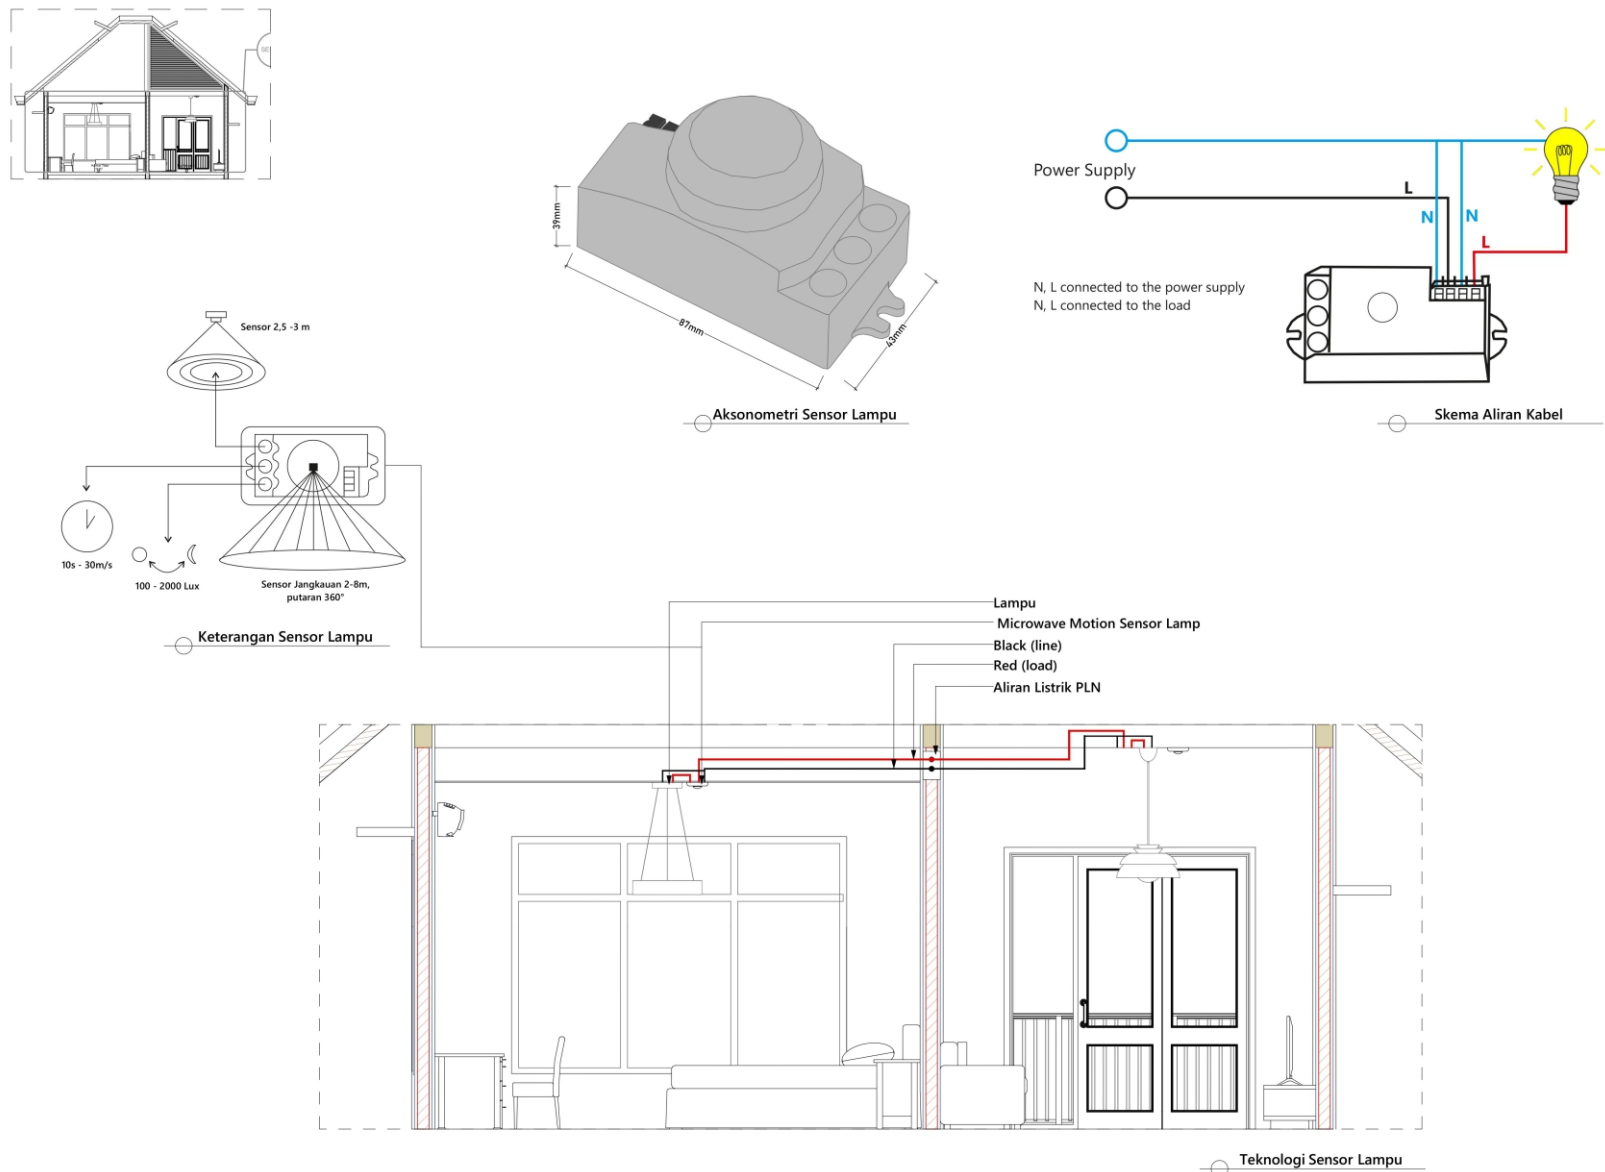 39mm
87mm
43mm
Aksonometri Sensor Lampu
Power Supply
L
N
N
L
N, L connected to the power supply
N, L connected to the load
Skema Aliran Kabel
Sensor 2,5 -3 m
10s - 30m/s
100 - 2000 Lux
Sensor Jangkauan 2-8m,
putaran 360°
Keterangan Sensor Lampu
Lampu
Microwave Motion Sensor Lamp
Black (line)
Red (load)
Aliran Listrik PLN
Teknologi Sensor Lampu